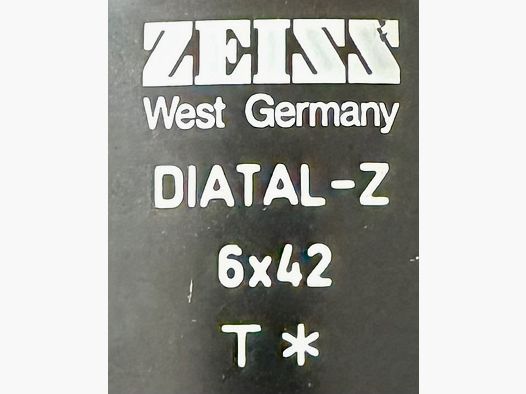 ZEISS
West Germany
DIATAL-Z
6x42
T*